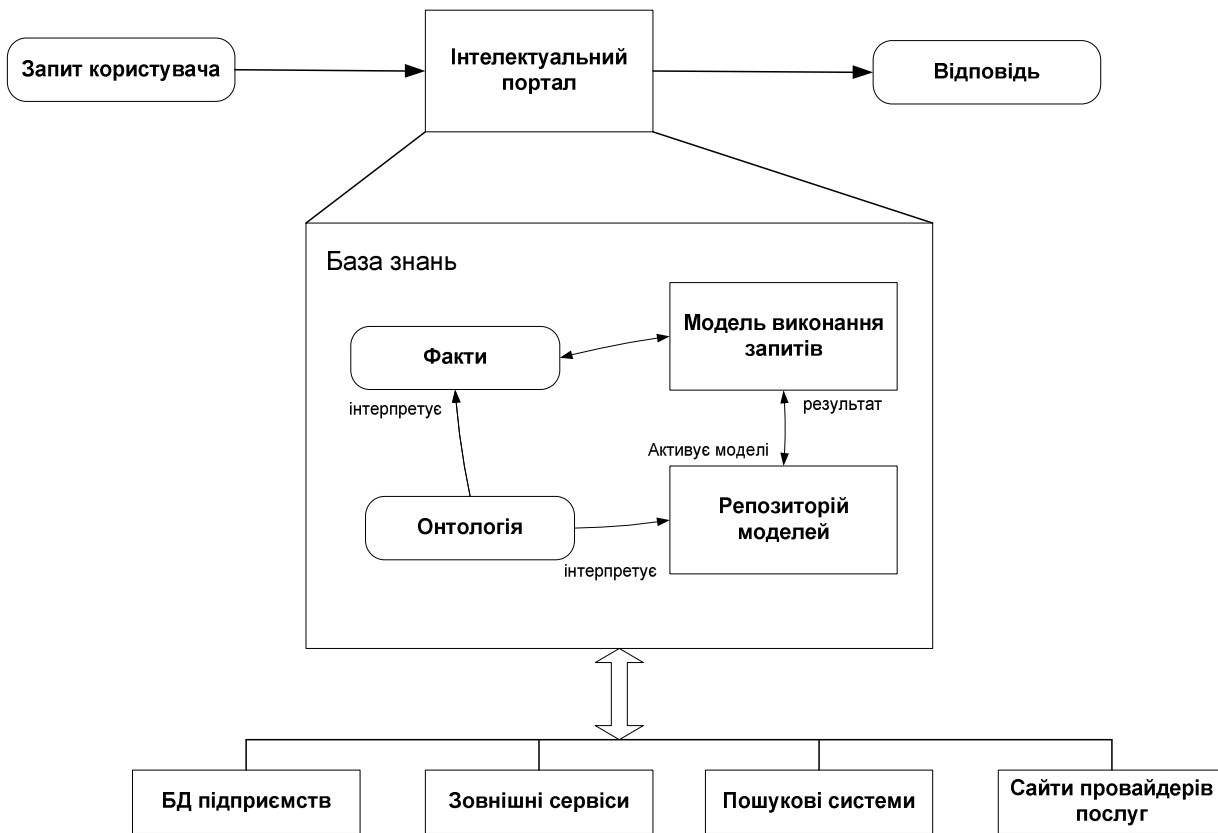 Запит користувача
Інтелектуальний
портал
Відповідь
База знань
Модель виконання
запитів
Факти
інтерпретує
результат
Активує моделі
Онтологія
Репозиторій
моделей
інтерпретує
БД підприємств
Зовнішні сервіси
Пошукові системи
Сайти провайдерів
послуг